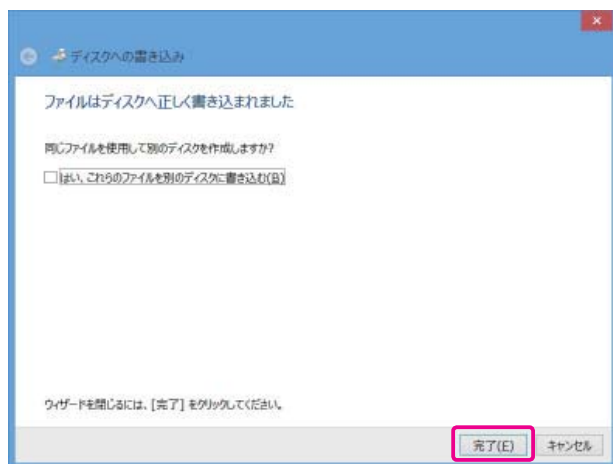 ディスクへの書き込み
ファイルはディスクへ正しく書き込まれました
同じファイルを使用して別のディスクを作成しますか?
はい、これらのファイルを別のディスクに書き込む(B)
ウィザードを閉じるには、[完了] をクリックしてください。
完了(E) キャンセル